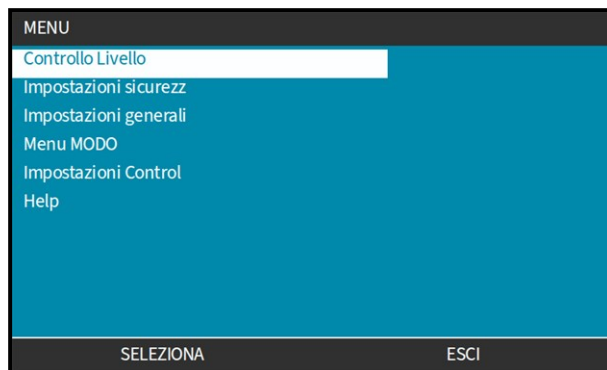 MENU
Controllo Livello
Impostazioni sicurezz
Impostazioni generali
Menu MODO
Impostazioni Control
Help
SELEZIONA ESCI